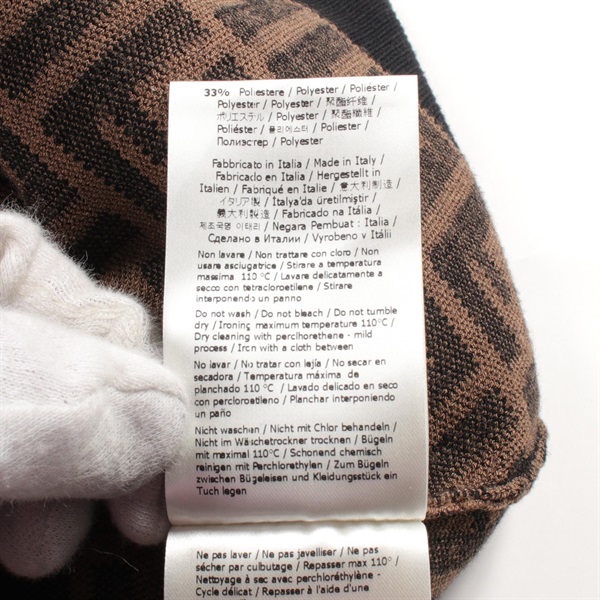 33% Poliestere / Polyester / Poliéster /
Polyester / Polyester / 聚酯纤维 /
ポリエステル / Polyester / 聚酯纖維 /
Poliéster / 폴리에스터 / Poliester /
Полиэстер / Polyester
Fabbricato in Italia / Made in Italy /
Fabricado en Italia / Hergestellt in
Italien / Fabriqué en Italie / 意大利制造 /
イタリア製 / Italya'da üretilmiştir /
義大利製造 / Fabricado na Itália /
제조국명 이태리 / Negara Pembuat : Italia /
Сделано в Италии / Vyrobeno v Itálii
Non lavare / Non trattare con cloro / Non
usare asciugatrice / Stirare a temperatura
massima 110 °C / Lavare delicatamente a
secco con tetracloroetilene / Stirare
interponendo un panno
Do not wash / Do not bleach / Do not tumble
dry / Ironing maximum temperature 110°C /
Dry cleaning with perclhorethene - mild
process / Iron with a cloth between
No lavar / No tratar con lejía / No secar en
secadora / Temperatura máxima de
planchado 110 °C / Lavado delicado en seco
con percloroetileno / Planchar interponiendo
un paño
Nicht waschen / Nicht mit Chlor behandeln /
Nicht im Wäschetrockner trocknen / Bügeln
mit maximal 110°C / Schonend chemisch
reinigen mit Perchlorethylen / Zum Bügeln
zwischen Bügeleisen und Kleidungsstück ein
Tuch legen
Ne pas laver / Ne pas javelliser / Ne pas
sécher par culbutage / Repasser max 110°/
Nettoyage à sec avec perchloréthylène -
Cycle délicat / Repasser à l'aide d'une